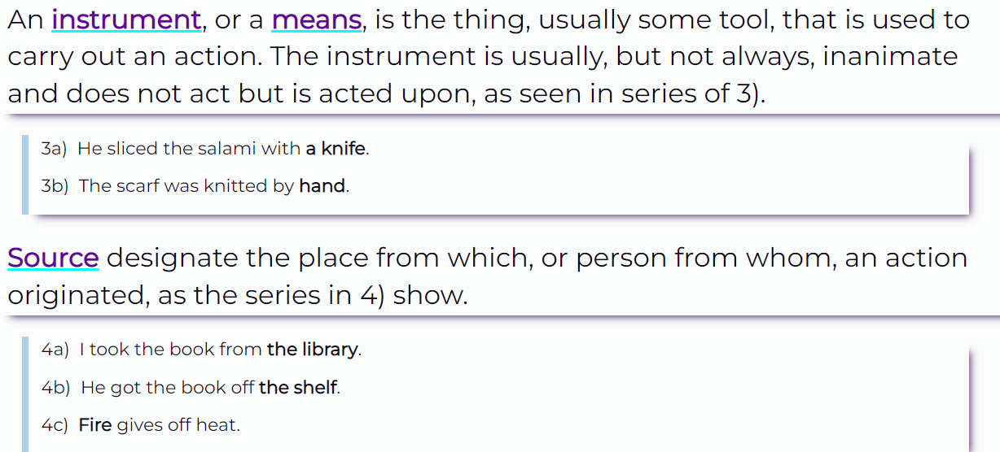 An instrument, or a means, is the thing, usually some tool, that is used to
carry out an action. The instrument is usually, but not always, inanimate
and does not act but is acted upon, as seen in series of 3).
3a) He sliced the salami with a knife.
3b) The scarf was knitted by hand.
Source designate the place from which, or person from whom, an action
originated, as the series in 4) show.
4a) I took the book from the library.
4b) He got the book off the shelf.
4c) Fire gives off heat.